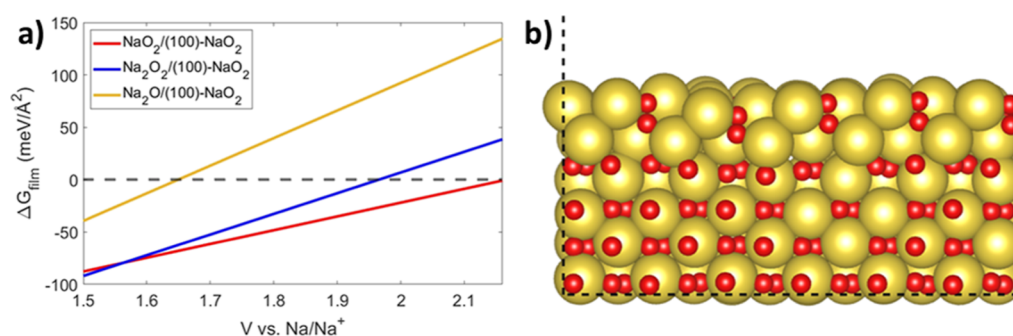 a)
150
100
50
0
-50
-100
ΔG_film (meV/Å²)
NaO₂/(100)-NaO₂
Na₂O₂/(100)-NaO₂
Na₂O/(100)-NaO₂
1.5 1.6 1.7 1.8 1.9 2 2.1
V vs. Na/Na⁺
b)